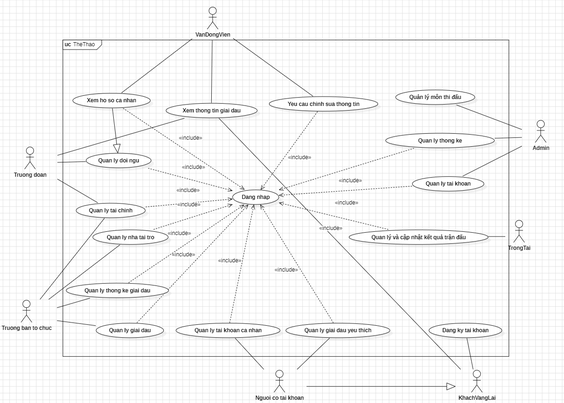 VanDongVien
uc TheThao
Xem ho so ca nhan
Xem thong tin giai dau
Yeu cau chinh sua thong tin
Quản lý môn thi đấu
Admin
Quan ly thong ke
«include»
«include»
Truong doan
Quan ly doi ngu
«include»
«include»
Quan ly tai khoan
«include»
Dang nhap
Quan ly tai chinh
«include»
«include»
Quan ly nha tai tro
«include»
«include»
Quản lý và cập nhật kết quả trận đấu
TrongTai
«include»
«include»
«include»
Quan ly thong ke giai dau
Truong ban to chuc
Quan ly giai dau
Quan ly tai khoan ca nhan
Quan ly giai dau yeu thich
Dang ky tai khoan
Nguoi co tai khoan
KhachVangLai